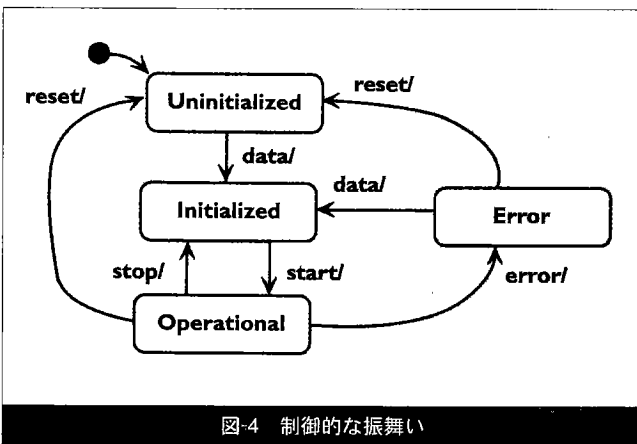 reset/
Uninitialized
reset/
data/
data/
Initialized
Error
stop/
start/
error/
Operational
図-4 制御的な振舞い